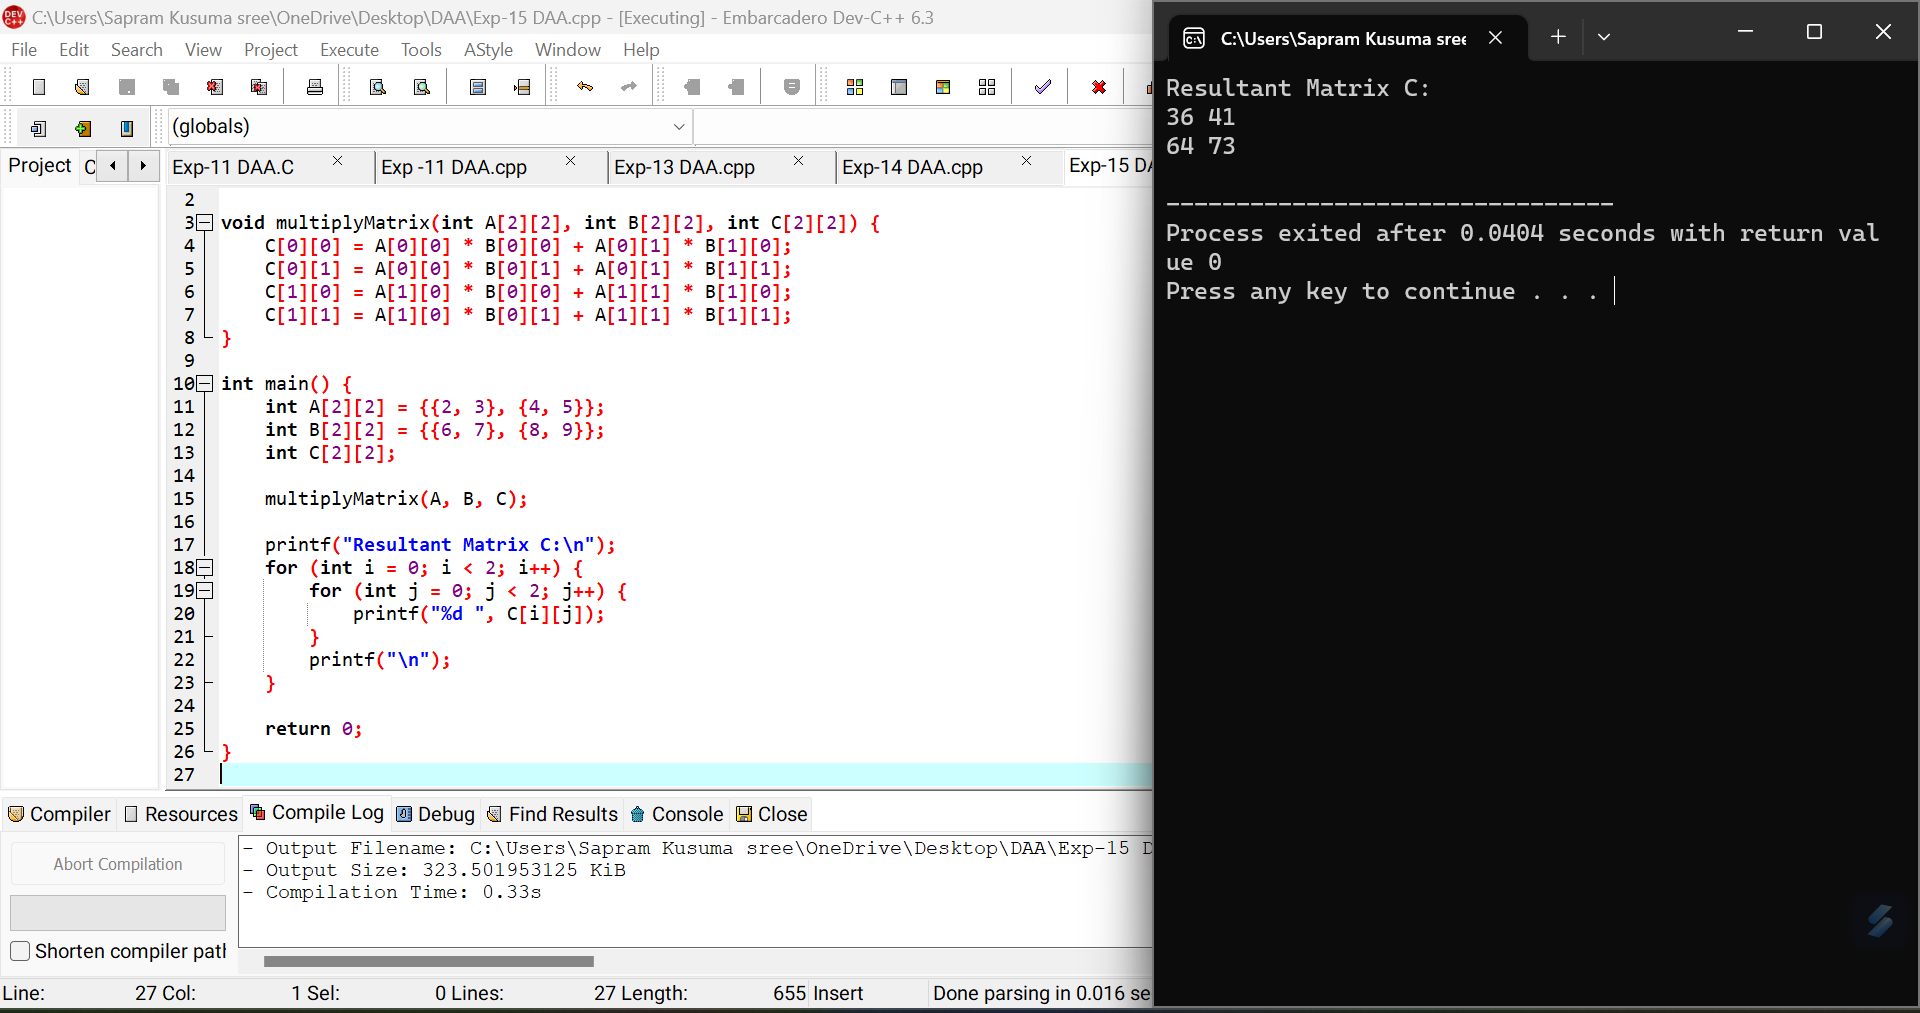 C:\Users\Sapram Kusuma sree\OneDrive\Desktop\DAA\Exp-15 DAA.cpp - [Executing] - Embarcadero Dev-C++ 6.3
File Edit Search View Project Execute Tools AStyle Window Help
(globals)
Project C
Exp-11 DAA.C
Exp -11 DAA.cpp
Exp-13 DAA.cpp
Exp-14 DAA.cpp
Exp-15 DA
2
3 void multiplyMatrix(int A[2][2], int B[2][2], int C[2][2]) {
4     C[0][0] = A[0][0] * B[0][0] + A[0][1] * B[1][0];
5     C[0][1] = A[0][0] * B[0][1] + A[0][1] * B[1][1];
6     C[1][0] = A[1][0] * B[0][0] + A[1][1] * B[1][0];
7     C[1][1] = A[1][0] * B[0][1] + A[1][1] * B[1][1];
8 }
9
10 int main() {
11     int A[2][2] = {{2, 3}, {4, 5}};
12     int B[2][2] = {{6, 7}, {8, 9}};
13     int C[2][2];
14
15     multiplyMatrix(A, B, C);
16
17     printf("Resultant Matrix C:\n");
18     for (int i = 0; i < 2; i++) {
19         for (int j = 0; j < 2; j++) {
20             printf("%d ", C[i][j]);
21         }
22         printf("\n");
23     }
24
25     return 0;
26 }
27
Compiler Resources Compile Log Debug Find Results Console Close
Abort Compilation
Shorten compiler path
- Output Filename: C:\Users\Sapram Kusuma sree\OneDrive\Desktop\DAA\Exp-15 D
- Output Size: 323.501953125 KiB
- Compilation Time: 0.33s
Line: 27 Col: 1 Sel: 0 Lines: 27 Length: 655 Insert Done parsing in 0.016 se
C:\Users\Sapram Kusuma sree
Resultant Matrix C:
36 41
64 73
--------------------------------
Process exited after 0.0404 seconds with return val
ue 0
Press any key to continue . . .